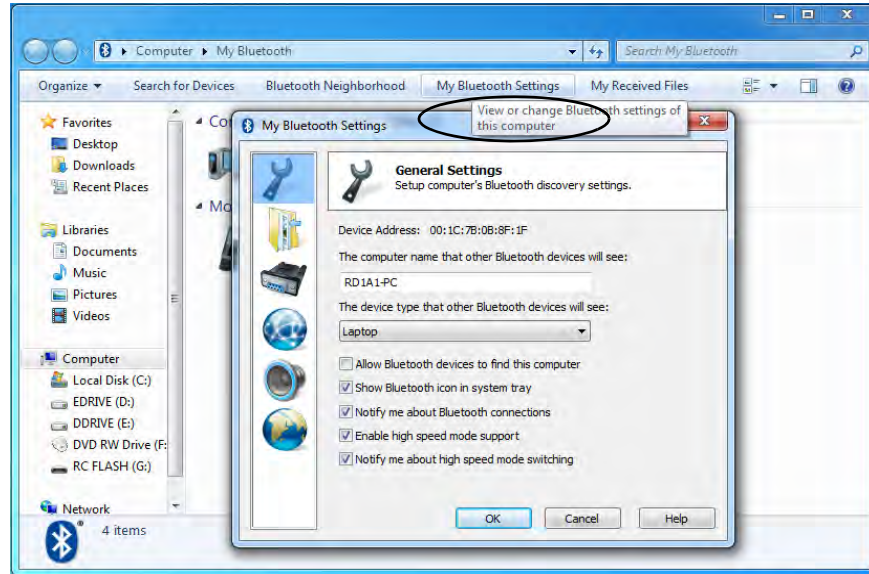 Computer ▸ My Bluetooth
Search My Bluetooth
Organize
Search for Devices
Bluetooth Neighborhood
My Bluetooth Settings
My Received Files
View or change Bluetooth settings of
this computer
Favorites
Desktop
Downloads
Recent Places
Libraries
Documents
Music
Pictures
Videos
Computer
Local Disk (C:)
EDRIVE (D:)
DDRIVE (E:)
DVD RW Drive (F:
RC FLASH (G:)
Network
4 items
Co
Mo
My Bluetooth Settings
General Settings
Setup computer's Bluetooth discovery settings.
Device Address: 00:1C:7B:0B:8F:1F
The computer name that other Bluetooth devices will see:
RD1A1-PC
The device type that other Bluetooth devices will see:
Laptop
Allow Bluetooth devices to find this computer
Show Bluetooth icon in system tray
Notify me about Bluetooth connections
Enable high speed mode support
Notify me about high speed mode switching
OK
Cancel
Help